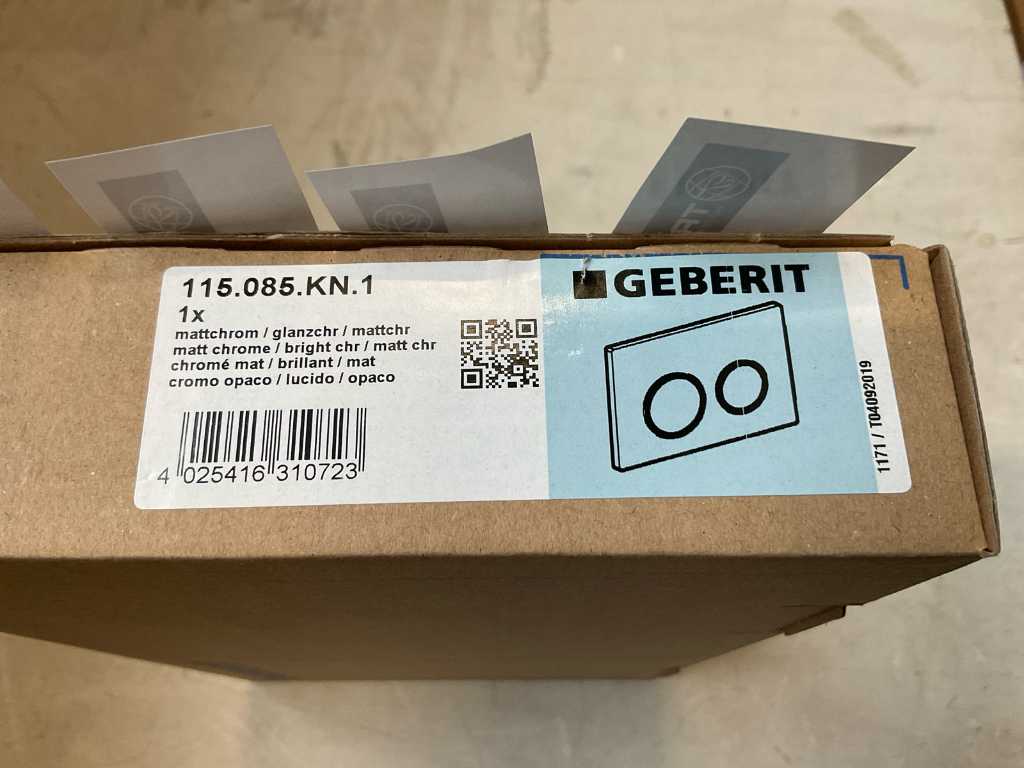 115.085.KN.1
1x
mattchrom / glanzchr / mattchr
matt chrome / bright chr / matt chr
chromé mat / brillant / mat
cromo opaco / lucido / opaco
4 025416 310723
GEBERIT
1171 / T04092019